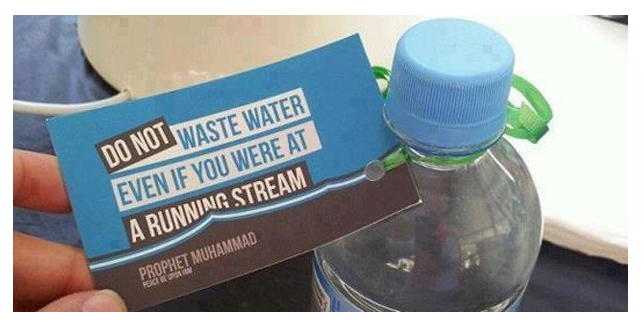 DO NOT WASTE WATER
EVEN IF YOU WERE AT
A RUNNING STREAM
PROPHET MUHAMMAD
PEACE BE UPON HIM